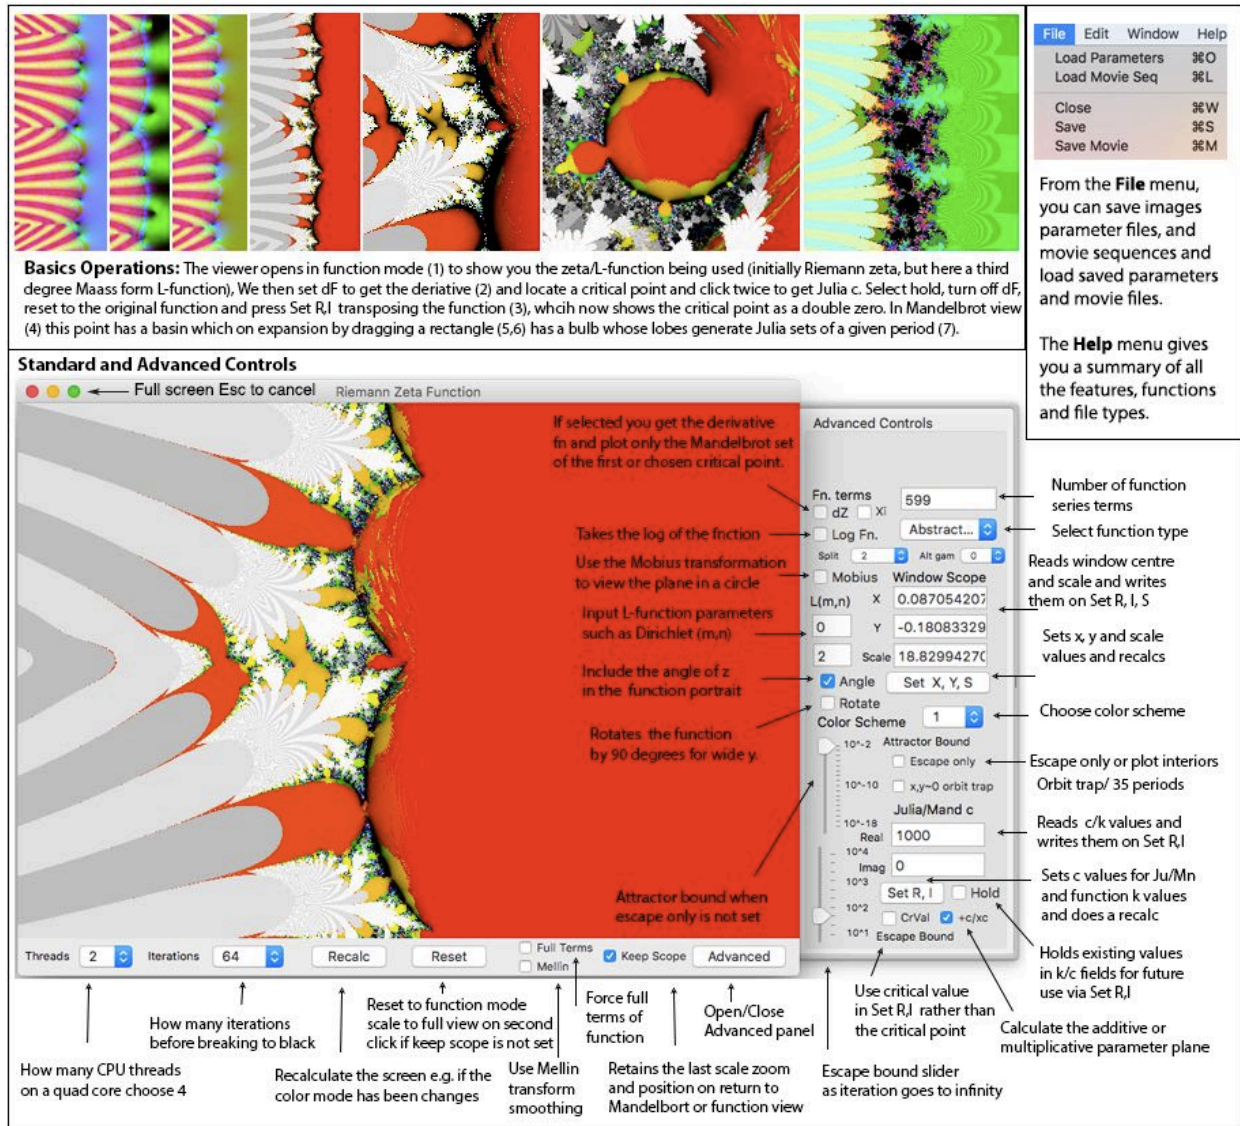 File Edit Window Help
Load Parameters ⌘O
Load Movie Seq ⌘L
Close ⌘W
Save ⌘S
Save Movie ⌘M
From the File menu,
you can save images
parameter files, and
movie sequences and
load saved parameters
and movie files.
The Help menu gives
you a summary of all
the features, functions
and file types.
Basics Operations: The viewer opens in function mode (1) to show you the zeta/L-function being used (initially Riemann zeta, but here a third
degree Maass form L-function), We then set dF to get the deriative (2) and locate a critical point and click twice to get Julia c. Select hold, turn off dF,
reset to the original function and press Set R,I transposing the function (3), whcih now shows the critical point as a double zero. In Mandelbrot view
(4) this point has a basin which on expansion by dragging a rectangle (5,6) has a bulb whose lobes generate Julia sets of a given period (7).
Standard and Advanced Controls
Full screen Esc to cancel
Riemann Zeta Function
If selected you get the derivative
fn and plot only the Mandelbrot set
of the first or chosen critical point.
Takes the log of the fnction
Use the Mobius transformation
to view the plane in a circle
Input L-function parameters
such as Dirichlet (m,n)
Include the angle of z
in the function portrait
Rotates the function
by 90 degrees for wide y.
Attractor bound when
escape only is not set
Advanced Controls
Fn. terms 599
dZ Xi
Log Fn. Abstract...
Split 2 Alt gam 0
Mobius Window Scope
L(m,n) X 0.087054207
0 Y -0.18083329
2 Scale 18.82994270
Angle Set X, Y, S
Rotate
Color Scheme 1
10^-2 Attractor Bound
Escape only
10^-10 x,y~0 orbit trap
Julia/Mand c
10^-18
Real 1000
10^4
Imag 0
10^3
Set R, I Hold
10^2
CrVal +c/xc
10^1
Escape Bound
Number of function
series terms
Select function type
Reads window centre
and scale and writes
them on Set R, I, S
Sets x, y and scale
values and recalcs
Choose color scheme
Escape only or plot interiors
Orbit trap/ 35 periods
Reads c/k values and
writes them on Set R,I
Sets c values for Ju/Mn
and function k values
and does a recalc
Holds existing values
in k/c fields for future
use via Set R,I
Calculate the additive or
multiplicative parameter plane
Threads 2 Iterations 64 Recalc Reset Full Terms Mellin Keep Scope Advanced
How many CPU threads
on a quad core choose 4
How many iterations
before breaking to black
Recalculate the screen e.g. if the
color mode has been changes
Reset to function mode
scale to full view on second
click if keep scope is not set
Use Mellin
transform
smoothing
Force full
terms of
function
Retains the last scale zoom
and position on return to
Mandelbort or function view
Open/Close
Advanced panel
Use critical value
in Set R,I rather than
the critical point
Escape bound slider
as iteration goes to infinity